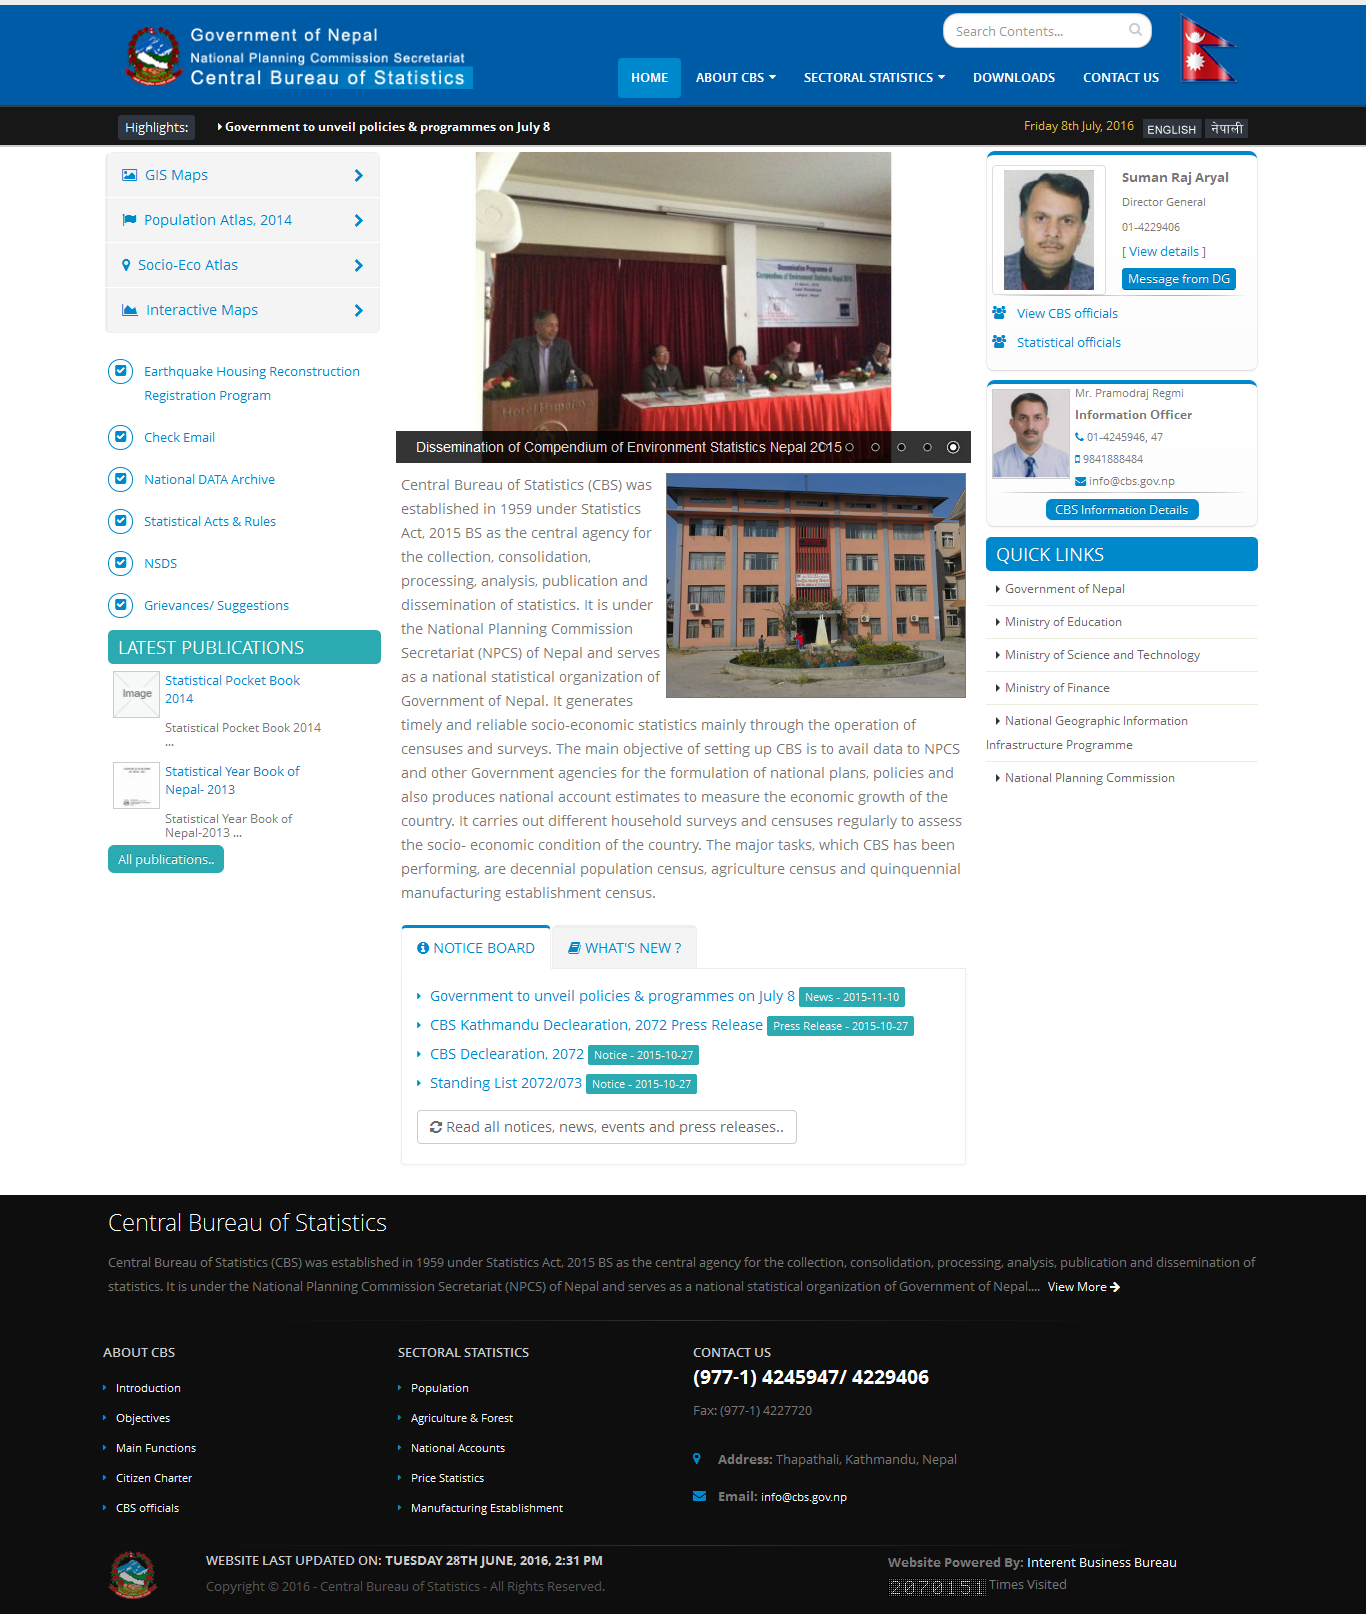 Government of Nepal
National Planning Commission Secretariat
Central Bureau of Statistics
Search Contents...
HOME
ABOUT CBS
SECTORAL STATISTICS
DOWNLOADS
CONTACT US
Highlights:
Government to unveil policies & programmes on July 8
Friday 8th July, 2016
ENGLISH
नेपाली
GIS Maps
Population Atlas, 2014
Socio-Eco Atlas
Interactive Maps
Earthquake Housing Reconstruction
Registration Program
Check Email
National DATA Archive
Statistical Acts & Rules
NSDS
Grievances/ Suggestions
LATEST PUBLICATIONS
Image
Statistical Pocket Book
2014
Statistical Pocket Book 2014
...
Statistical Year Book of
Nepal- 2013
Statistical Year Book of
Nepal-2013 ...
All publications..
Dissemination Programme of
Compendium of Environment Statistics Nepal 2015
Dissemination of Compendium of Environment Statistics Nepal 2015
Central Bureau of Statistics (CBS) was
established in 1959 under Statistics
Act, 2015 BS as the central agency for
the collection, consolidation,
processing, analysis, publication and
dissemination of statistics. It is under
the National Planning Commission
Secretariat (NPCS) of Nepal and serves
as a national statistical organization of
Government of Nepal. It generates
timely and reliable socio-economic statistics mainly through the operation of
censuses and surveys. The main objective of setting up CBS is to avail data to NPCS
and other Government agencies for the formulation of national plans, policies and
also produces national account estimates to measure the economic growth of the
country. It carries out different household surveys and censuses regularly to assess
the socio- economic condition of the country. The major tasks, which CBS has been
performing, are decennial population census, agriculture census and quinquennial
manufacturing establishment census.
NOTICE BOARD
WHAT'S NEW ?
Government to unveil policies & programmes on July 8 News - 2015-11-10
CBS Kathmandu Declearation, 2072 Press Release Press Release - 2015-10-27
CBS Declearation, 2072 Notice - 2015-10-27
Standing List 2072/073 Notice - 2015-10-27
Read all notices, news, events and press releases..
Suman Raj Aryal
Director General
01-4229406
[ View details ]
Message from DG
View CBS officials
Statistical officials
Mr. Pramodraj Regmi
Information Officer
01-4245946, 47
9841888484
info@cbs.gov.np
CBS Information Details
QUICK LINKS
Government of Nepal
Ministry of Education
Ministry of Science and Technology
Ministry of Finance
National Geographic Information
Infrastructure Programme
National Planning Commission
Central Bureau of Statistics
Central Bureau of Statistics (CBS) was established in 1959 under Statistics Act, 2015 BS as the central agency for the collection, consolidation, processing, analysis, publication and dissemination of
statistics. It is under the National Planning Commission Secretariat (NPCS) of Nepal and serves as a national statistical organization of Government of Nepal.... View More
ABOUT CBS
Introduction
Objectives
Main Functions
Citizen Charter
CBS officials
SECTORAL STATISTICS
Population
Agriculture & Forest
National Accounts
Price Statistics
Manufacturing Establishment
CONTACT US
(977-1) 4245947/ 4229406
Fax: (977-1) 4227720
Address: Thapathali, Kathmandu, Nepal
Email: info@cbs.gov.np
WEBSITE LAST UPDATED ON: TUESDAY 28TH JUNE, 2016, 2:31 PM
Copyright © 2016 - Central Bureau of Statistics - All Rights Reserved.
Website Powered By: Interent Business Bureau
2070151 Times Visited